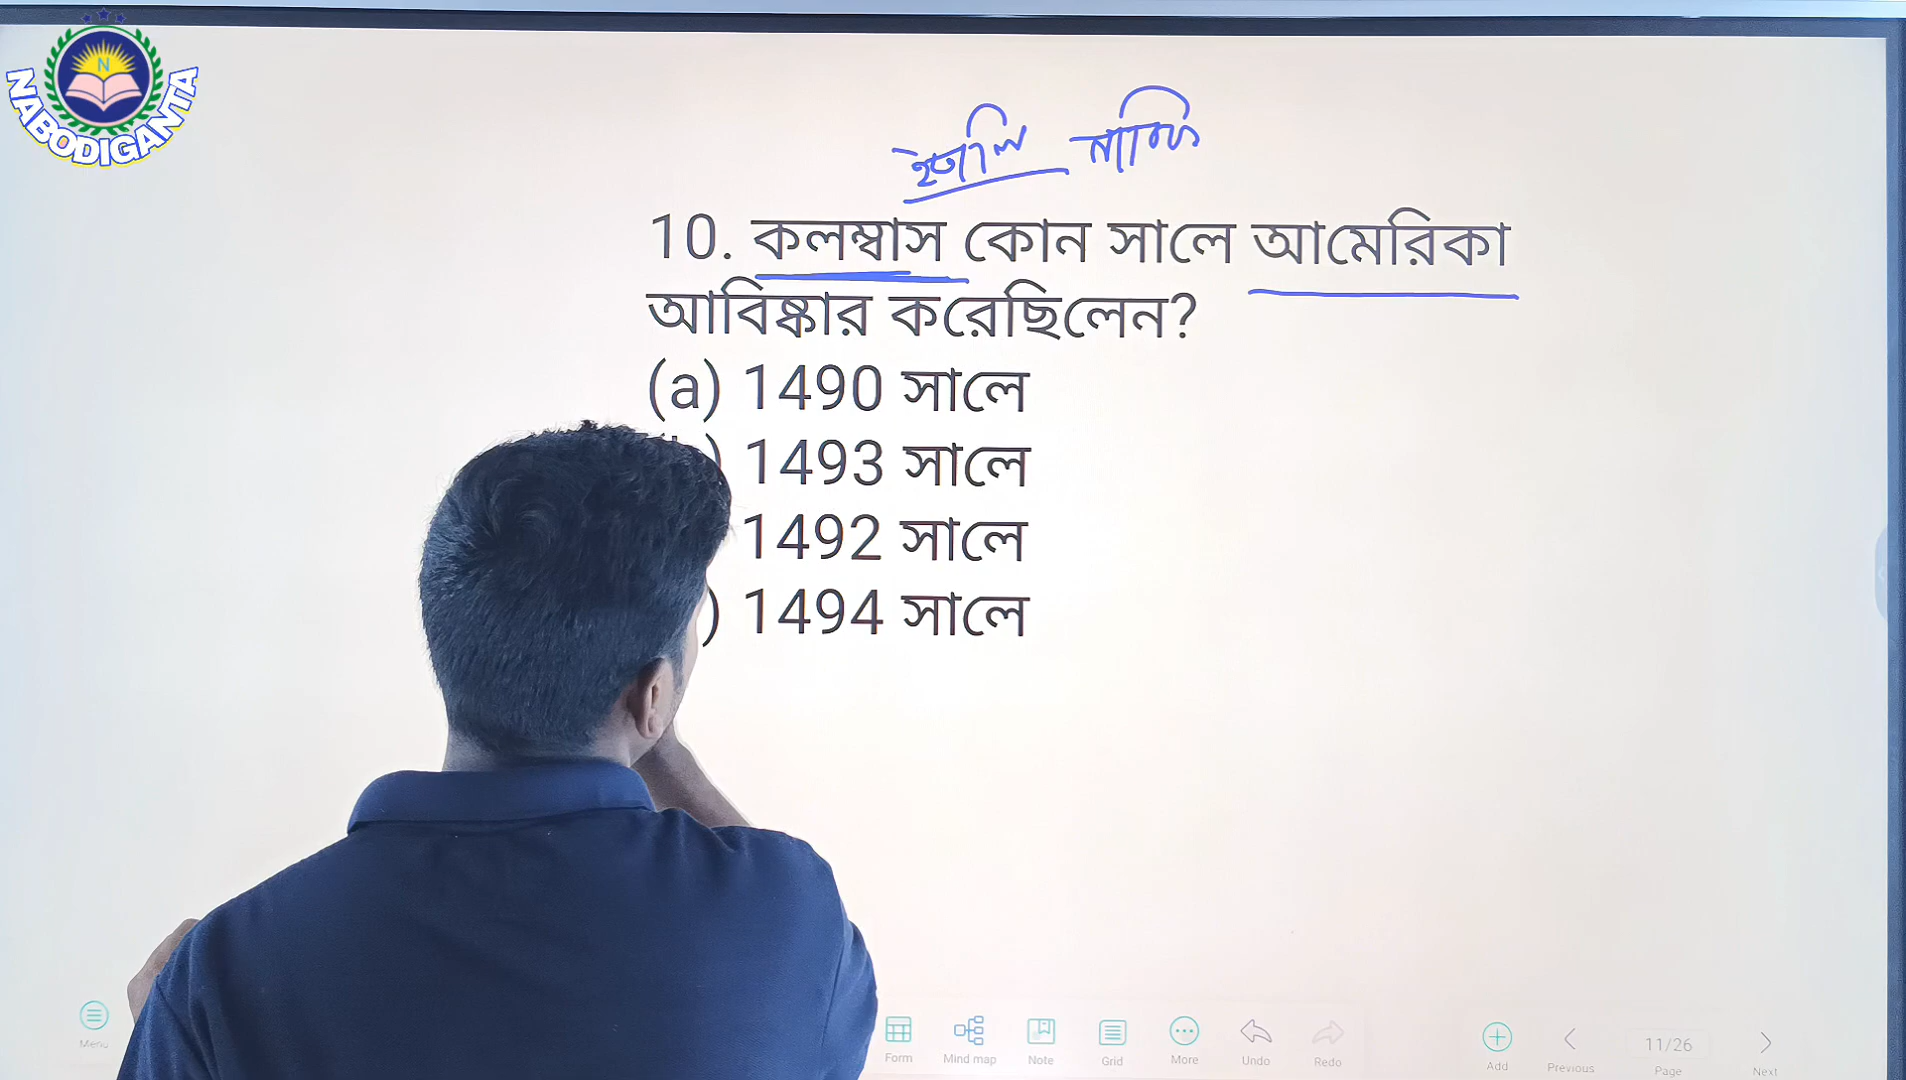 NABODIGANTA
N
ইতালি নাবিক
10. কলম্বাস কোন সালে আমেরিকা
আবিষ্কার করেছিলেন?
(a) 1490 সালে
) 1493 সালে
1492 সালে
) 1494 সালে
Menu
Form Mind map Note Grid More Undo Redo
Add Previous 11/26 Page Next